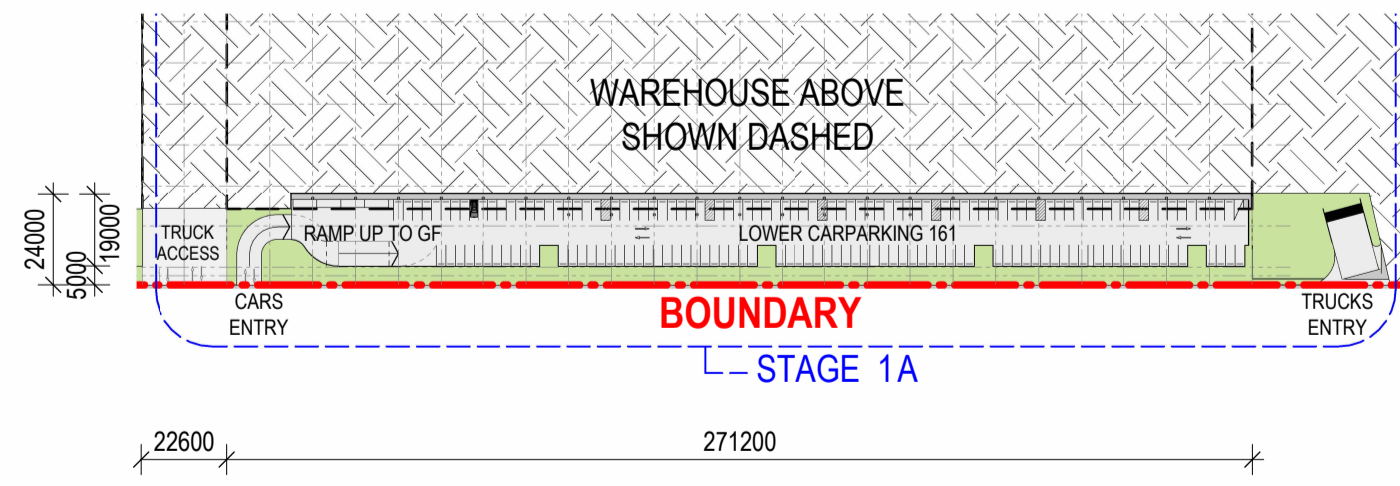 WAREHOUSE ABOVE
SHOWN DASHED
24000
19000
5000
TRUCK
ACCESS
RAMP UP TO GF
LOWER CARPARKING 161
CARS
ENTRY
BOUNDARY
TRUCKS
ENTRY
STAGE 1A
22600
271200